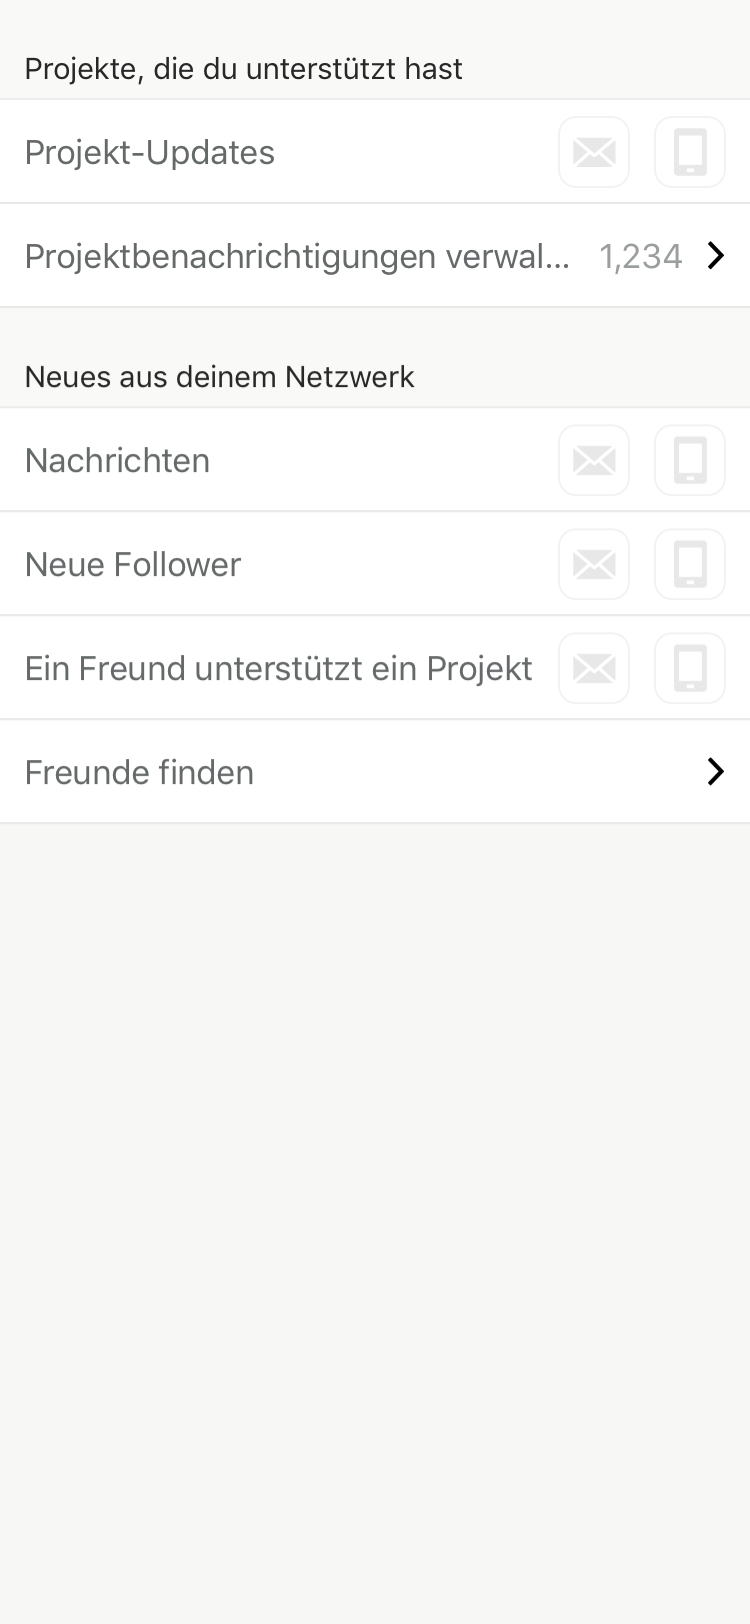 Projekte, die du unterstützt hast
Projekt-Updates
Projektbenachrichtigungen verwal... 1,234
Neues aus deinem Netzwerk
Nachrichten
Neue Follower
Ein Freund unterstützt ein Projekt
Freunde finden